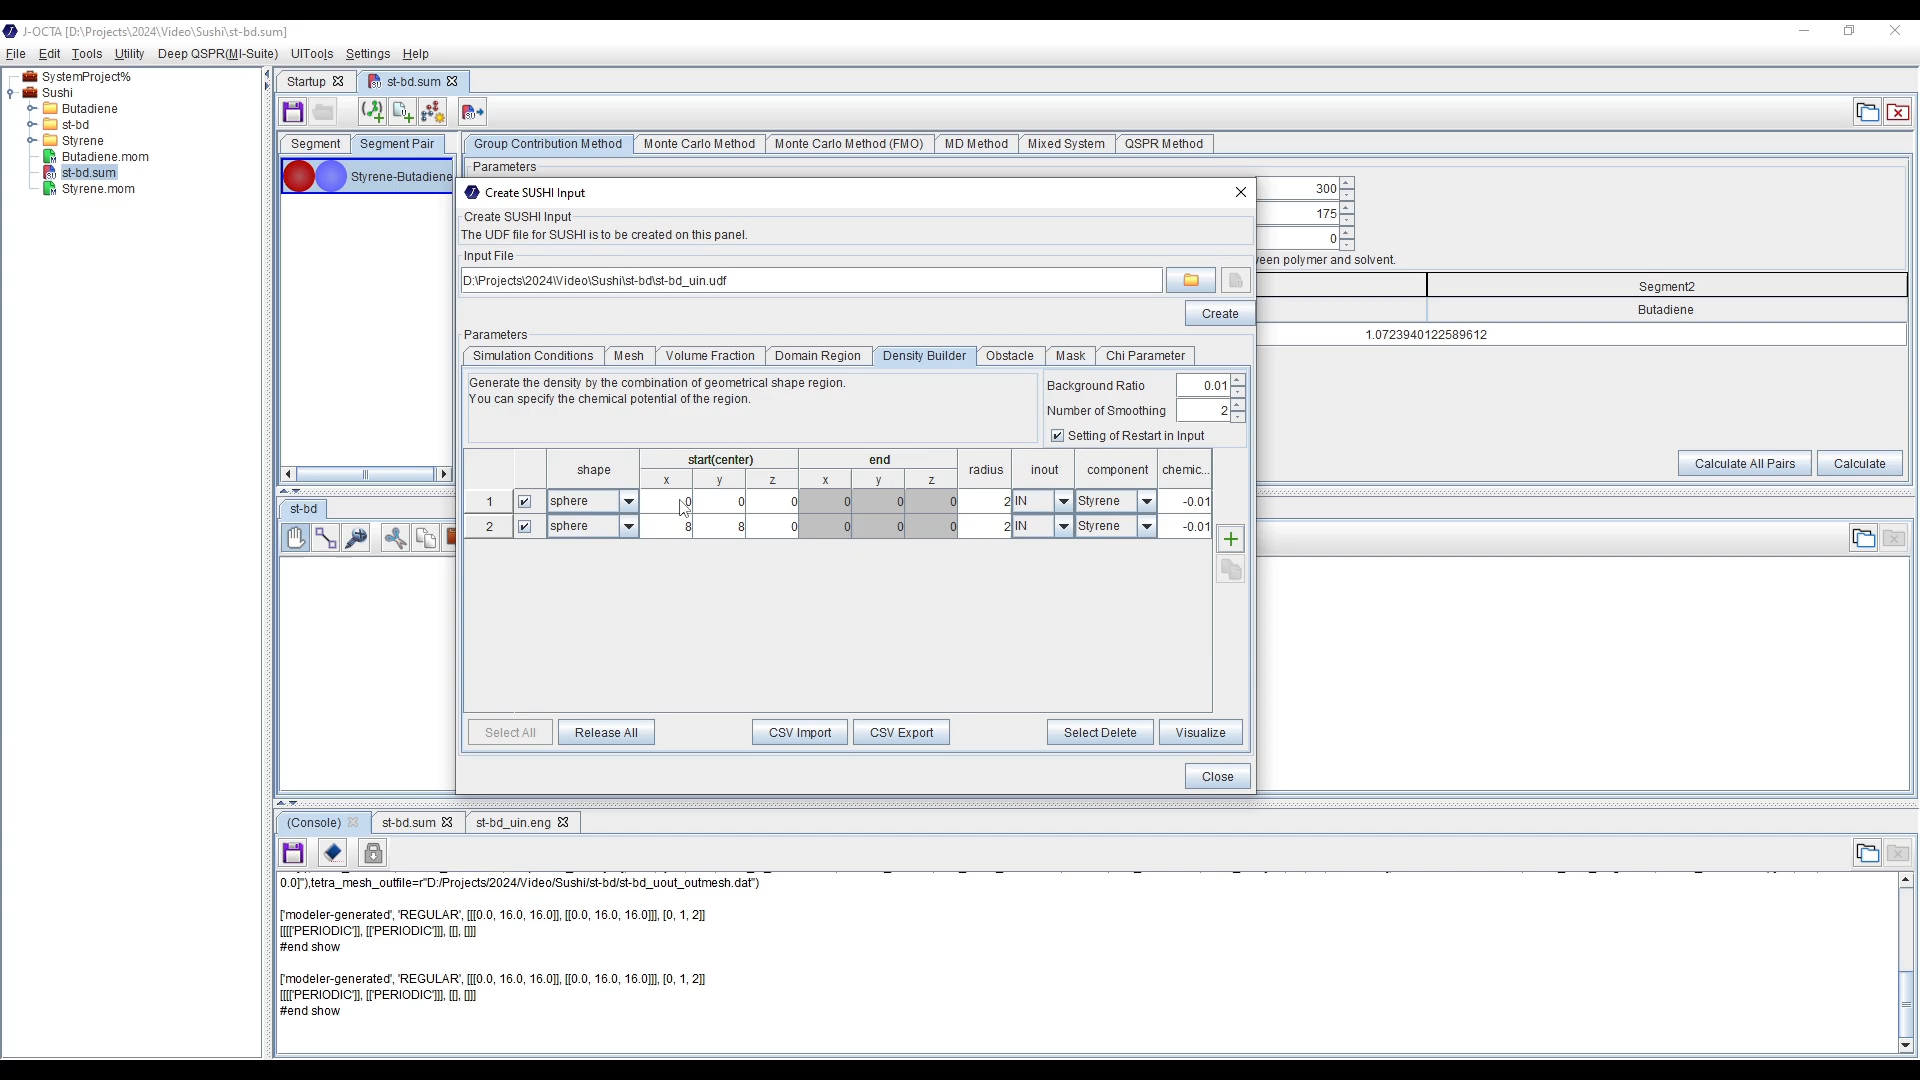 J-OCTA [D:\Projects\2024\Video\Sushi\st-bd.sum]
File Edit Tools Utility Deep QSPR(MI-Suite) UITools Settings Help
SystemProject%
Sushi
Butadiene
st-bd
Styrene
Butadiene.mom
st-bd.sum
Styrene.mom
Startup st-bd.sum
Segment Segment Pair
Styrene-Butadiene
Group Contribution Method Monte Carlo Method Monte Carlo Method (FMO) MD Method Mixed System QSPR Method
Parameters
300
175
0
een polymer and solvent.
Segment2
Butadiene
1.0723940122589612
Calculate All Pairs Calculate
Create SUSHI Input
Create SUSHI Input
The UDF file for SUSHI is to be created on this panel.
Input File
D:\Projects\2024\Video\Sushi\st-bd\st-bd_uin.udf
Create
Parameters
Simulation Conditions Mesh Volume Fraction Domain Region Density Builder Obstacle Mask Chi Parameter
Generate the density by the combination of geometrical shape region.
You can specify the chemical potential of the region.
Background Ratio 0.01
Number of Smoothing 2
Setting of Restart in Input
shape start(center) end radius inout component chemic...
x y z x y z
1 sphere 0 0 0 0 0 0 2 IN Styrene -0.01
2 sphere 8 8 0 0 0 0 2 IN Styrene -0.01
Select All Release All CSV Import CSV Export Select Delete Visualize
Close
st-bd
(Console) st-bd.sum st-bd_uin.eng
0.0]"),tetra_mesh_outfile=r"D:/Projects/2024/Video/Sushi/st-bd/st-bd_uout_outmesh.dat")
['modeler-generated', 'REGULAR', [[[0.0, 16.0, 16.0]], [[0.0, 16.0, 16.0]]], [0, 1, 2]]
[[[['PERIODIC']], [['PERIODIC']]], [[], []]]
#end show
['modeler-generated', 'REGULAR', [[[0.0, 16.0, 16.0]], [[0.0, 16.0, 16.0]]], [0, 1, 2]]
[[[['PERIODIC']], [['PERIODIC']]], [[], []]]
#end show